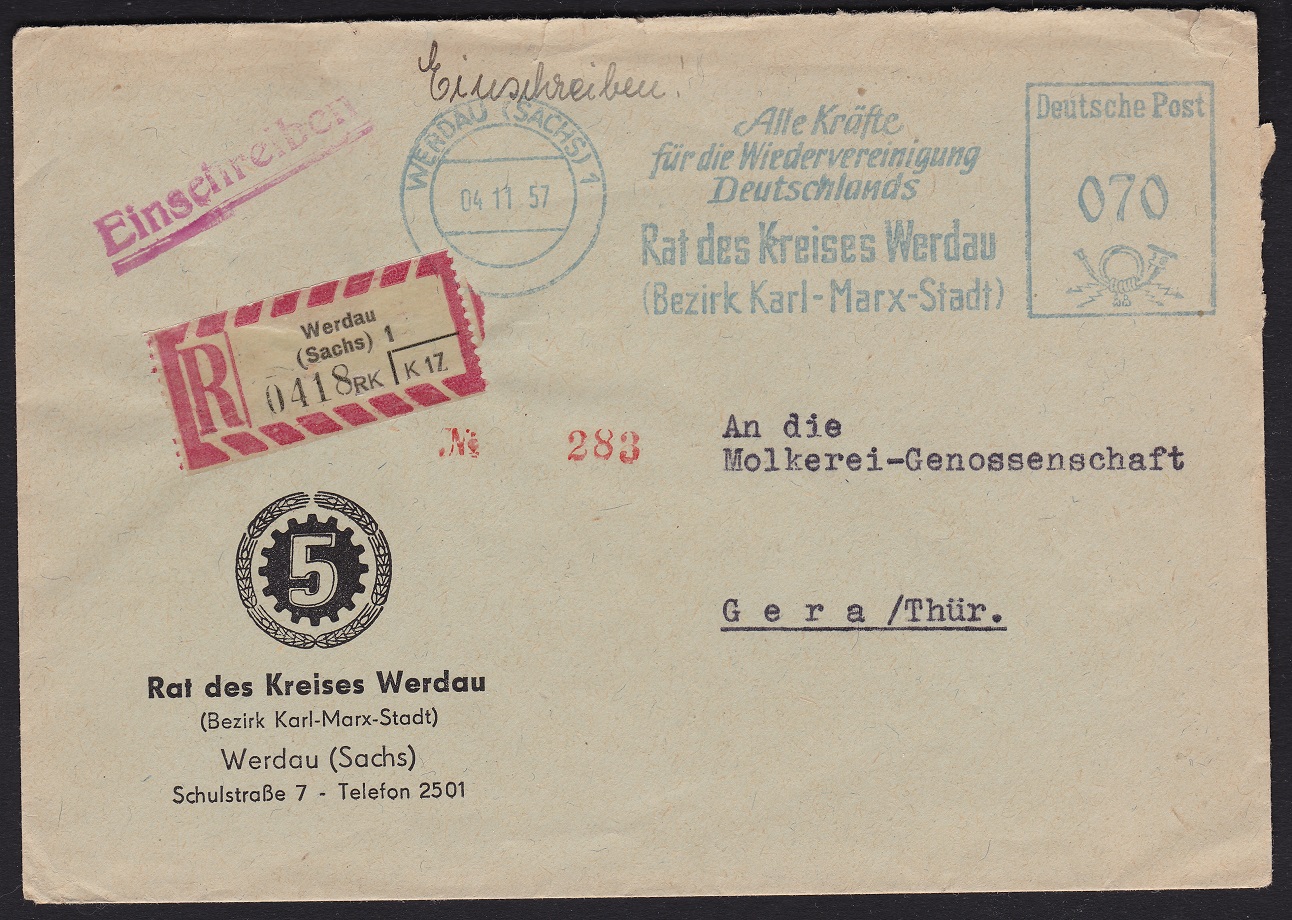 Einschreiben!
Einschreiben
WERDAU (SACHS) 1
04.11.57
Alle Kräfte
für die Wiedervereinigung
Deutschlands
Rat des Kreises Werdau
(Bezirk Karl-Marx-Stadt)
Deutsche Post
070
R
Werdau
(Sachs) 1
0418 RK
K 1Z
№ 283
An die
Molkerei-Genossenschaft
Gera/Thür.
5
Rat des Kreises Werdau
(Bezirk Karl-Marx-Stadt)
Werdau (Sachs)
Schulstraße 7 - Telefon 2501